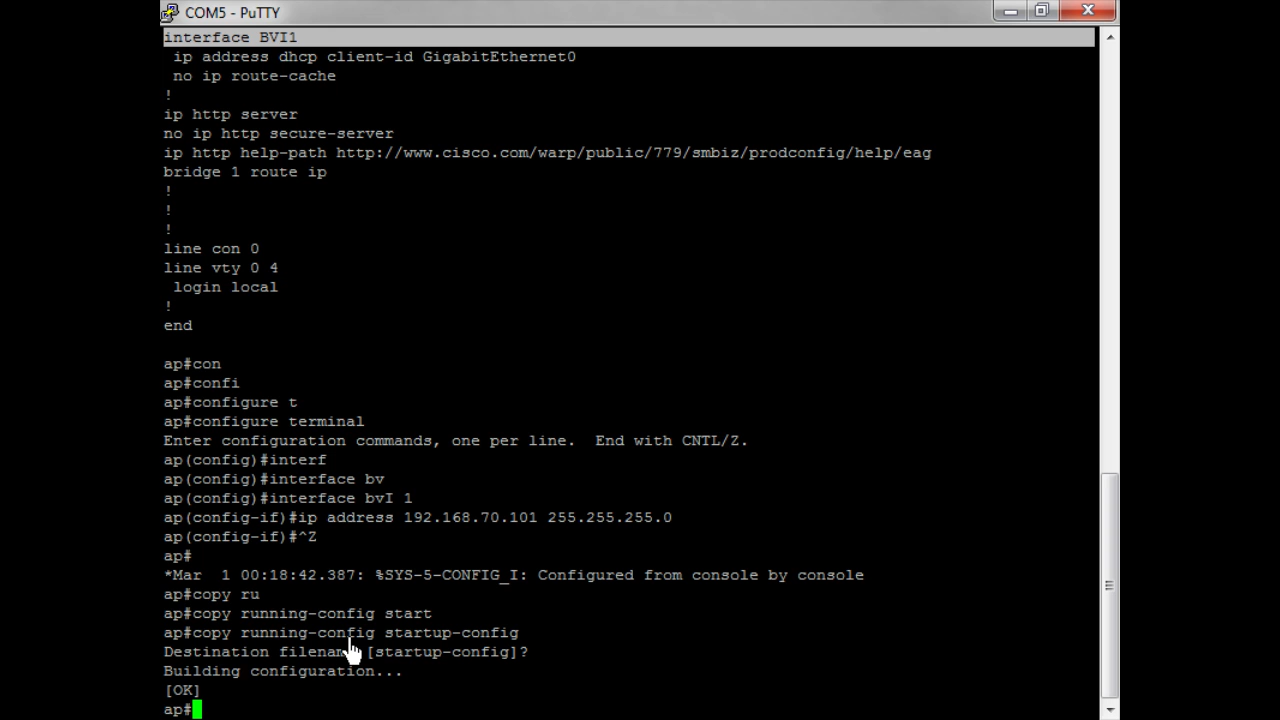 COM5 - PuTTY
interface BVI1
ip address dhcp client-id GigabitEthernet0
no ip route-cache
!
ip http server
no ip http secure-server
ip http help-path http://www.cisco.com/warp/public/779/smbiz/prodconfig/help/eag
bridge 1 route ip
!
!
!
line con 0
line vty 0 4
login local
!
end
ap#con
ap#confi
ap#configure t
ap#configure terminal
Enter configuration commands, one per line.  End with CNTL/Z.
ap(config)#interf
ap(config)#interface bv
ap(config)#interface bvI 1
ap(config-if)#ip address 192.168.70.101 255.255.255.0
ap(config-if)#^Z
ap#
*Mar  1 00:18:42.387: %SYS-5-CONFIG_I: Configured from console by console
ap#copy ru
ap#copy running-config start
ap#copy running-config startup-config
Destination filename [startup-config]?
Building configuration...
[OK]
ap#